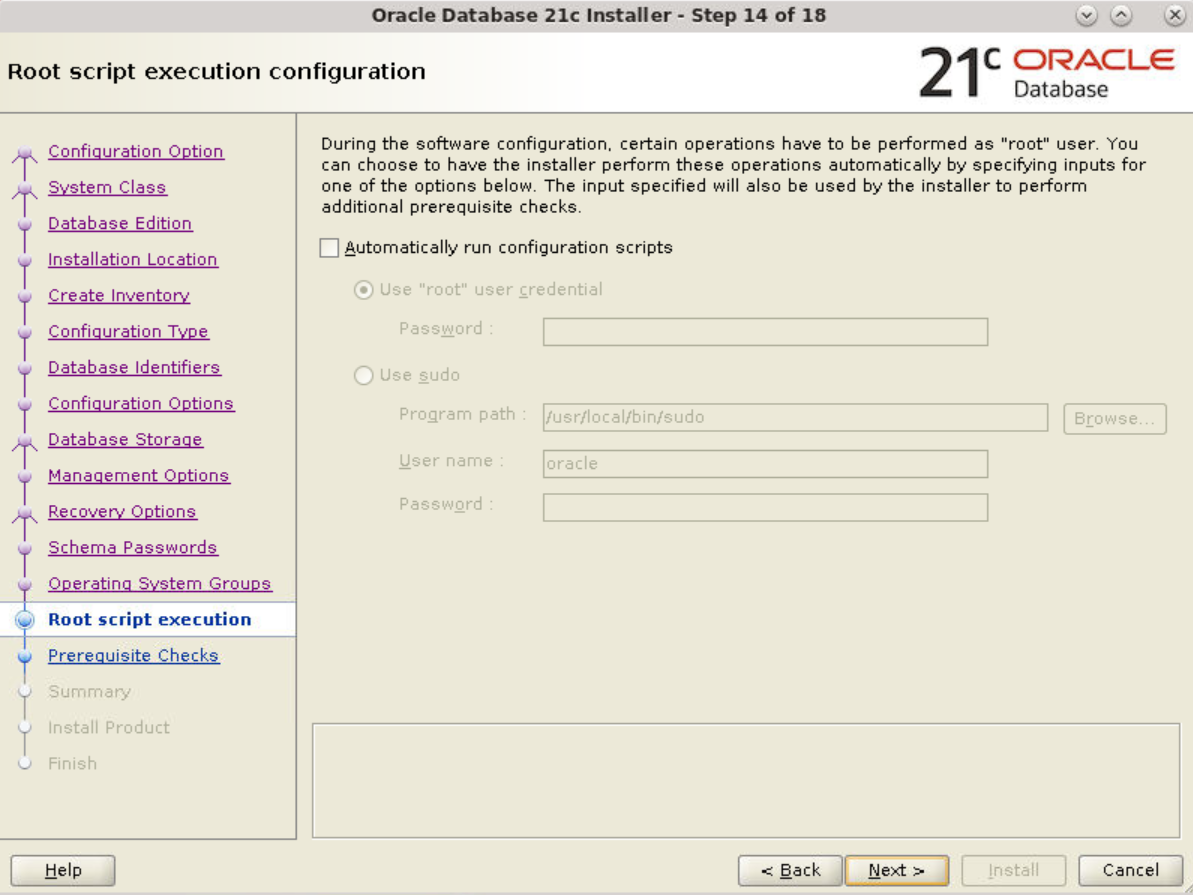 Oracle Database 21c Installer - Step 14 of 18
Root script execution configuration
21c ORACLE
Database
Configuration Option
System Class
Database Edition
Installation Location
Create Inventory
Configuration Type
Database Identifiers
Configuration Options
Database Storage
Management Options
Recovery Options
Schema Passwords
Operating System Groups
Root script execution
Prerequisite Checks
Summary
Install Product
Finish
During the software configuration, certain operations have to be performed as "root" user. You
can choose to have the installer perform these operations automatically by specifying inputs for
one of the options below. The input specified will also be used by the installer to perform
additional prerequisite checks.
Automatically run configuration scripts
Use "root" user credential
Password :
Use sudo
Program path : /usr/local/bin/sudo Browse...
User name : oracle
Password :
Help < Back Next > Install Cancel